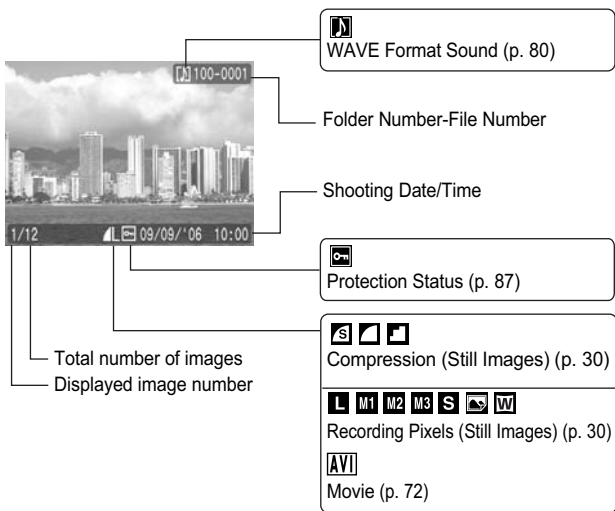 WAVE Format Sound (p. 80)
100-0001
Folder Number-File Number
Shooting Date/Time
1/12 L 09/09/'06 10:00
Protection Status (p. 87)
S
Compression (Still Images) (p. 30)
Total number of images
Displayed image number
L M1 M2 M3 S W
Recording Pixels (Still Images) (p. 30)
AVI
Movie (p. 72)